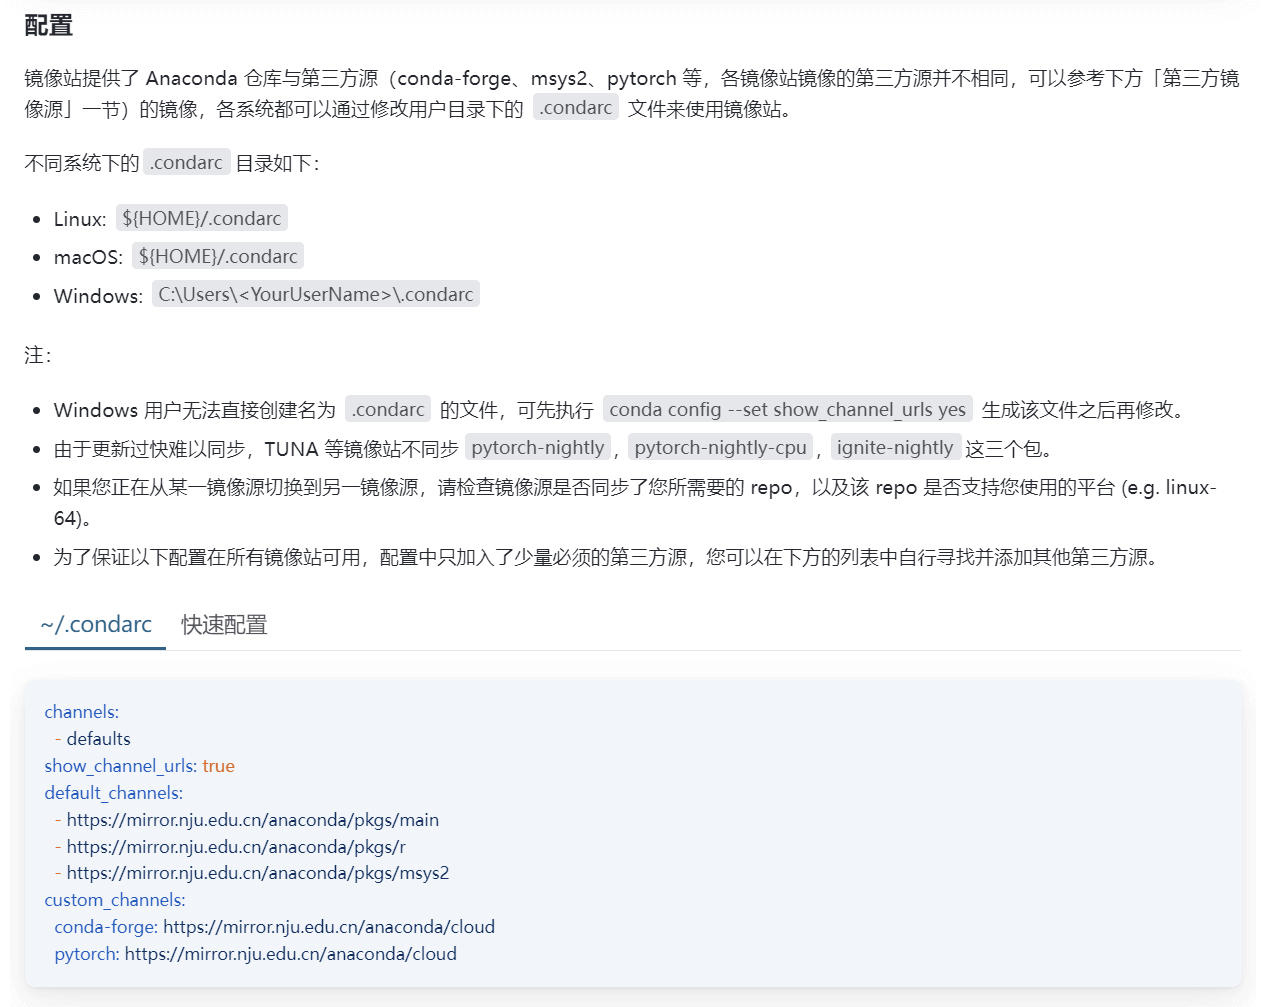 配置
镜像站提供了 Anaconda 仓库与第三方源（conda-forge、msys2、pytorch 等，各镜像站镜像的第三方源并不相同，可以参考下方「第三方镜
像源」一节）的镜像，各系统都可以通过修改用户目录下的 .condarc 文件来使用镜像站。
不同系统下的 .condarc 目录如下：
• Linux: ${HOME}/.condarc
• macOS: ${HOME}/.condarc
• Windows: C:\Users\<YourUserName>\.condarc
注：
• Windows 用户无法直接创建名为 .condarc 的文件，可先执行 conda config --set show_channel_urls yes 生成该文件之后再修改。
• 由于更新过快难以同步，TUNA 等镜像站不同步 pytorch-nightly, pytorch-nightly-cpu, ignite-nightly 这三个包。
• 如果您正在从某一镜像源切换到另一镜像源，请检查镜像源是否同步了您所需要的 repo，以及该 repo 是否支持您使用的平台 (e.g. linux-
64)。
• 为了保证以下配置在所有镜像站可用，配置中只加入了少量必须的第三方源，您可以在下方的列表中自行寻找并添加其他第三方源。
~/.condarc 快速配置
channels:
  - defaults
show_channel_urls: true
default_channels:
  - https://mirror.nju.edu.cn/anaconda/pkgs/main
  - https://mirror.nju.edu.cn/anaconda/pkgs/r
  - https://mirror.nju.edu.cn/anaconda/pkgs/msys2
custom_channels:
  conda-forge: https://mirror.nju.edu.cn/anaconda/cloud
  pytorch: https://mirror.nju.edu.cn/anaconda/cloud